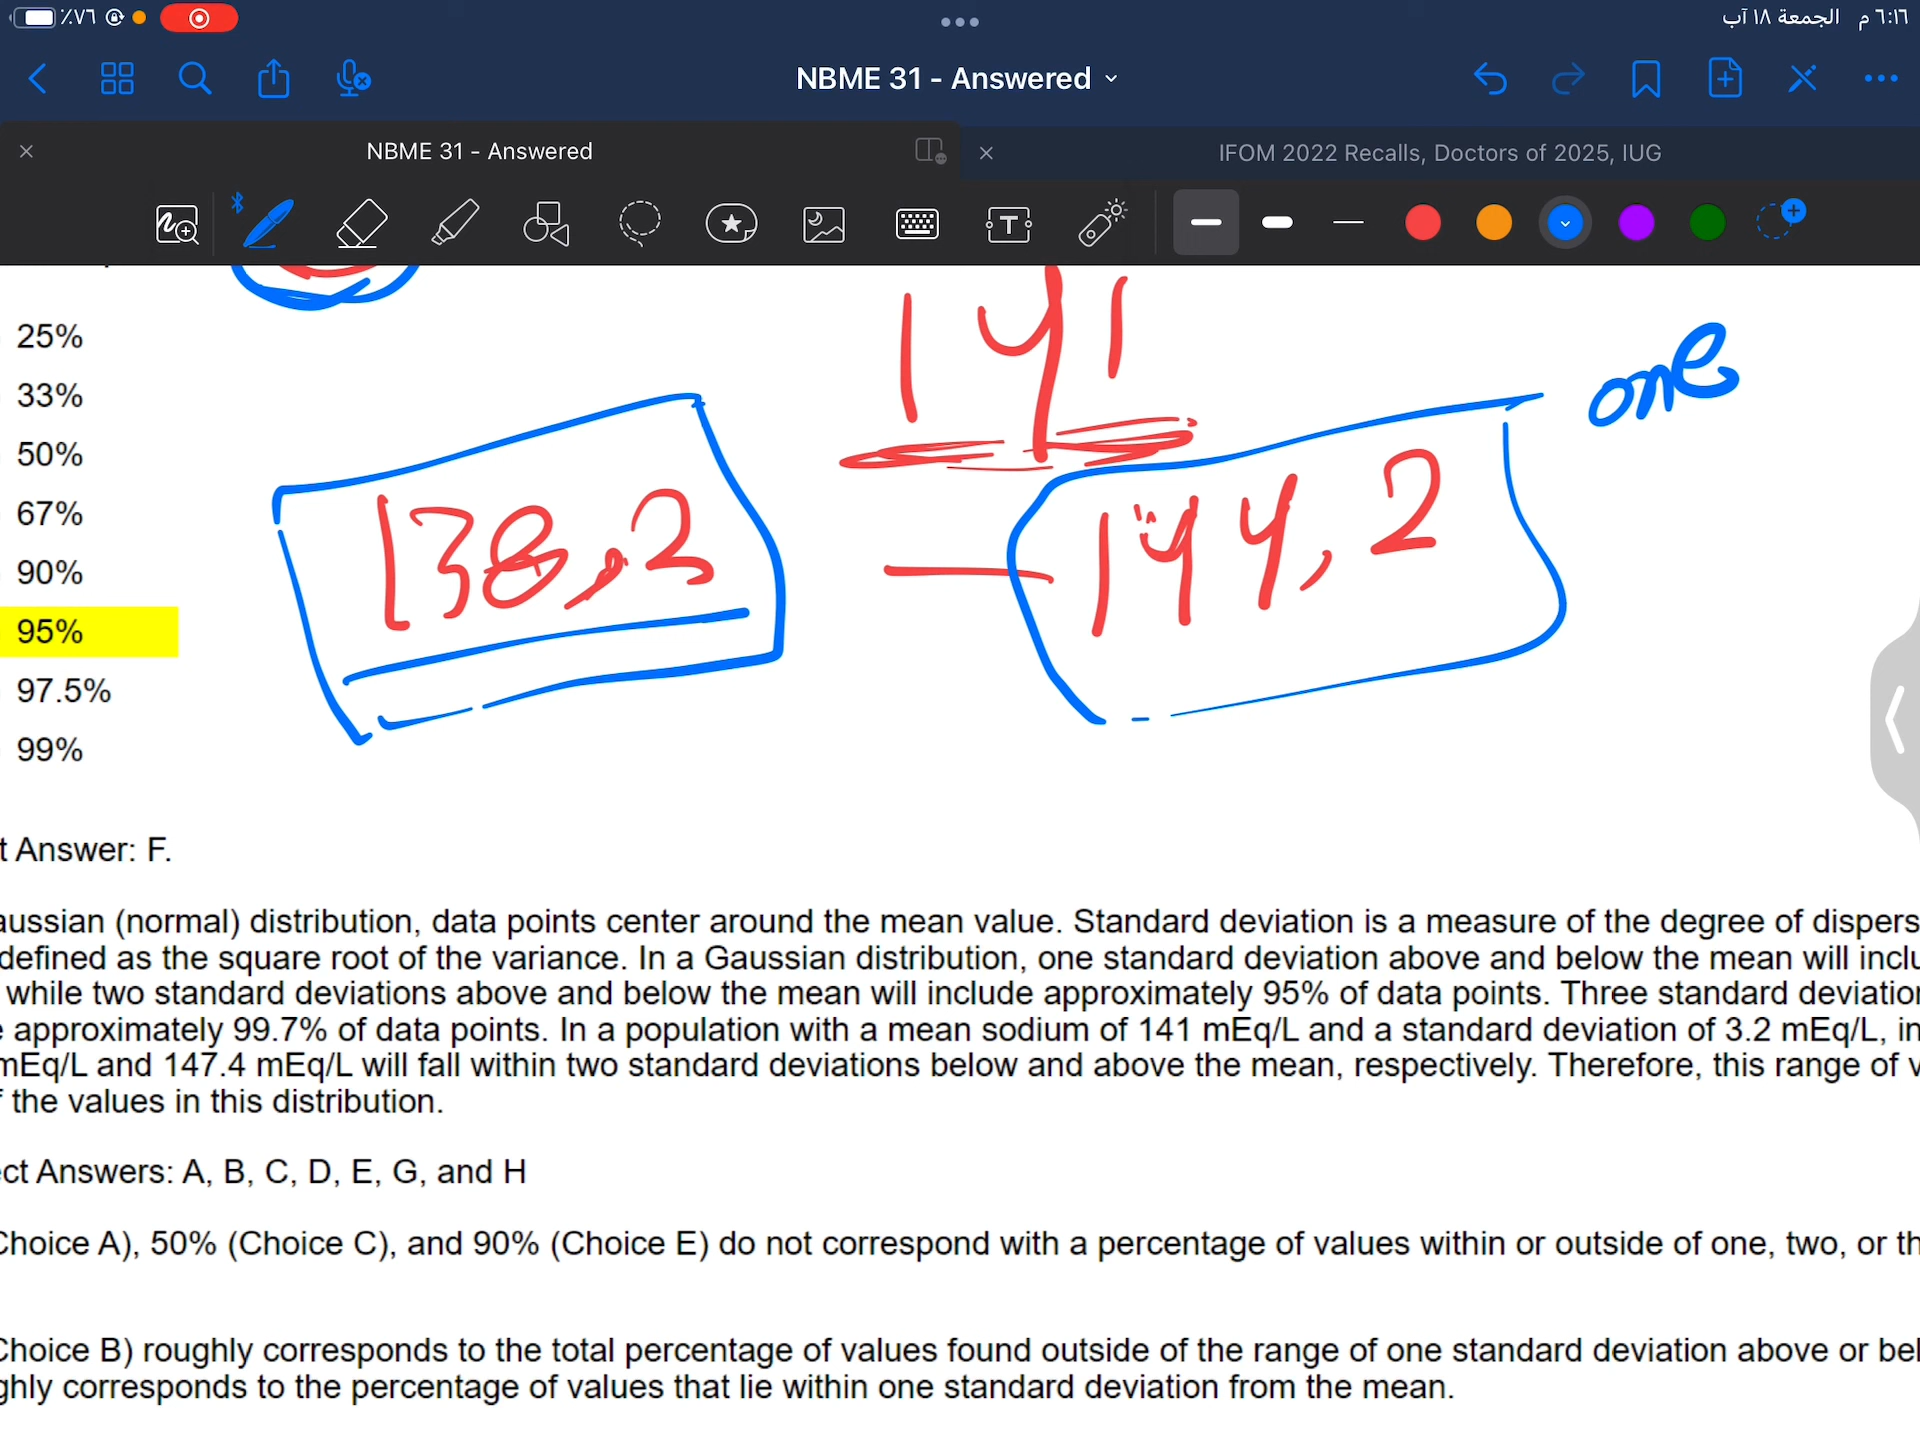 ٪٧٦
٦:١٦ م الجمعة ١٨ آب
NBME 31 - Answered
NBME 31 - Answered
IFOM 2022 Recalls, Doctors of 2025, IUG
T
141
one
138,2 — 144,2
25%
33%
50%
67%
90%
95%
97.5%
99%
t Answer: F.
aussian (normal) distribution, data points center around the mean value. Standard deviation is a measure of the degree of dispers
defined as the square root of the variance. In a Gaussian distribution, one standard deviation above and below the mean will inclu
while two standard deviations above and below the mean will include approximately 95% of data points. Three standard deviation
e approximately 99.7% of data points. In a population with a mean sodium of 141 mEq/L and a standard deviation of 3.2 mEq/L, in
mEq/L and 147.4 mEq/L will fall within two standard deviations below and above the mean, respectively. Therefore, this range of v
f the values in this distribution.
ect Answers: A, B, C, D, E, G, and H
Choice A), 50% (Choice C), and 90% (Choice E) do not correspond with a percentage of values within or outside of one, two, or th
Choice B) roughly corresponds to the total percentage of values found outside of the range of one standard deviation above or bel
ghly corresponds to the percentage of values that lie within one standard deviation from the mean.